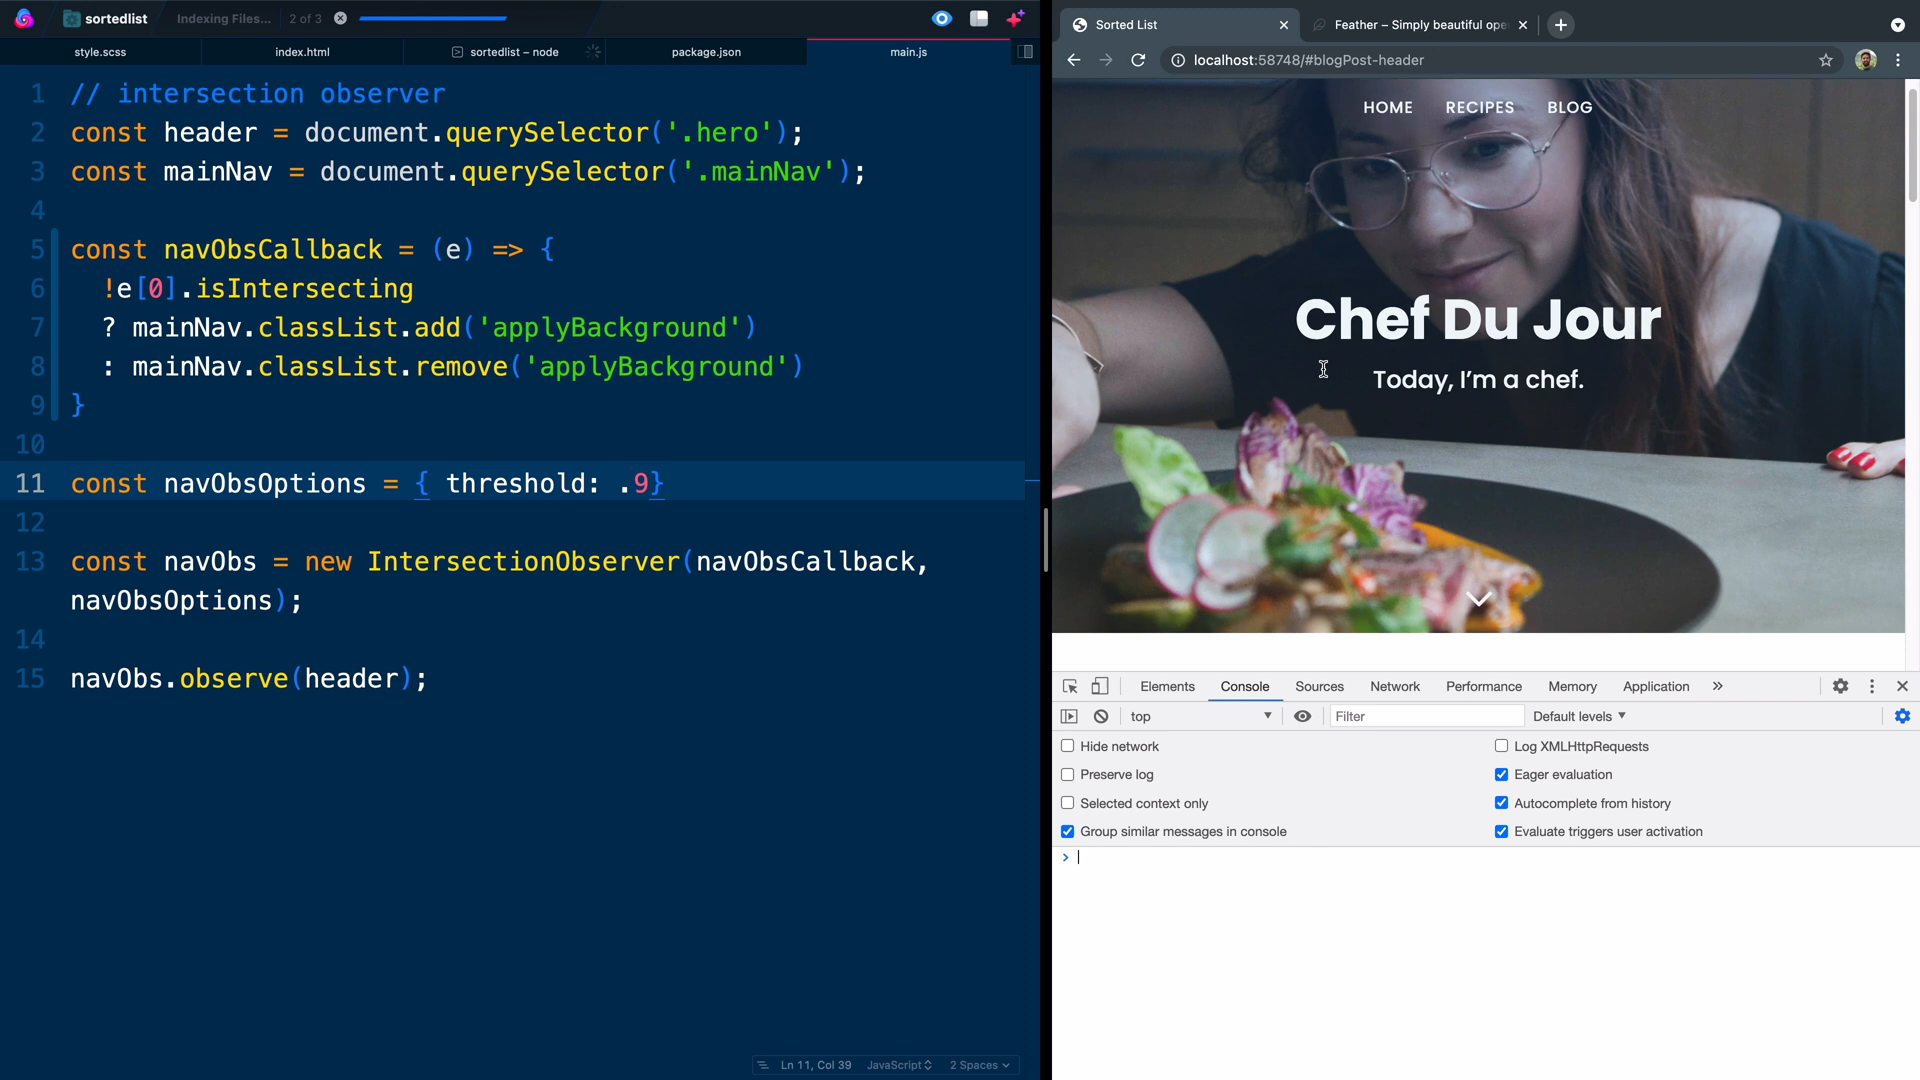 sortedlist
Indexing Files...
2 of 3
style.scss
index.html
sortedlist – node
package.json
main.js
1 // intersection observer
2 const header = document.querySelector('.hero');
3 const mainNav = document.querySelector('.mainNav');
4
5 const navObsCallback = (e) => {
6 !e[0].isIntersecting
7 ? mainNav.classList.add('applyBackground')
8 : mainNav.classList.remove('applyBackground')
9 }
10
11 const navObsOptions = { threshold: .9}
12
13 const navObs = new IntersectionObserver(navObsCallback,
navObsOptions);
14
15 navObs.observe(header);
Ln 11, Col 39
JavaScript
2 Spaces
Sorted List
Feather – Simply beautiful ope
localhost:58748/#blogPost-header
HOME RECIPES BLOG
Chef Du Jour
Today, I'm a chef.
Elements Console Sources Network Performance Memory Application »
top
Filter
Default levels
Hide network
Log XMLHttpRequests
Preserve log
Eager evaluation
Selected context only
Autocomplete from history
Group similar messages in console
Evaluate triggers user activation